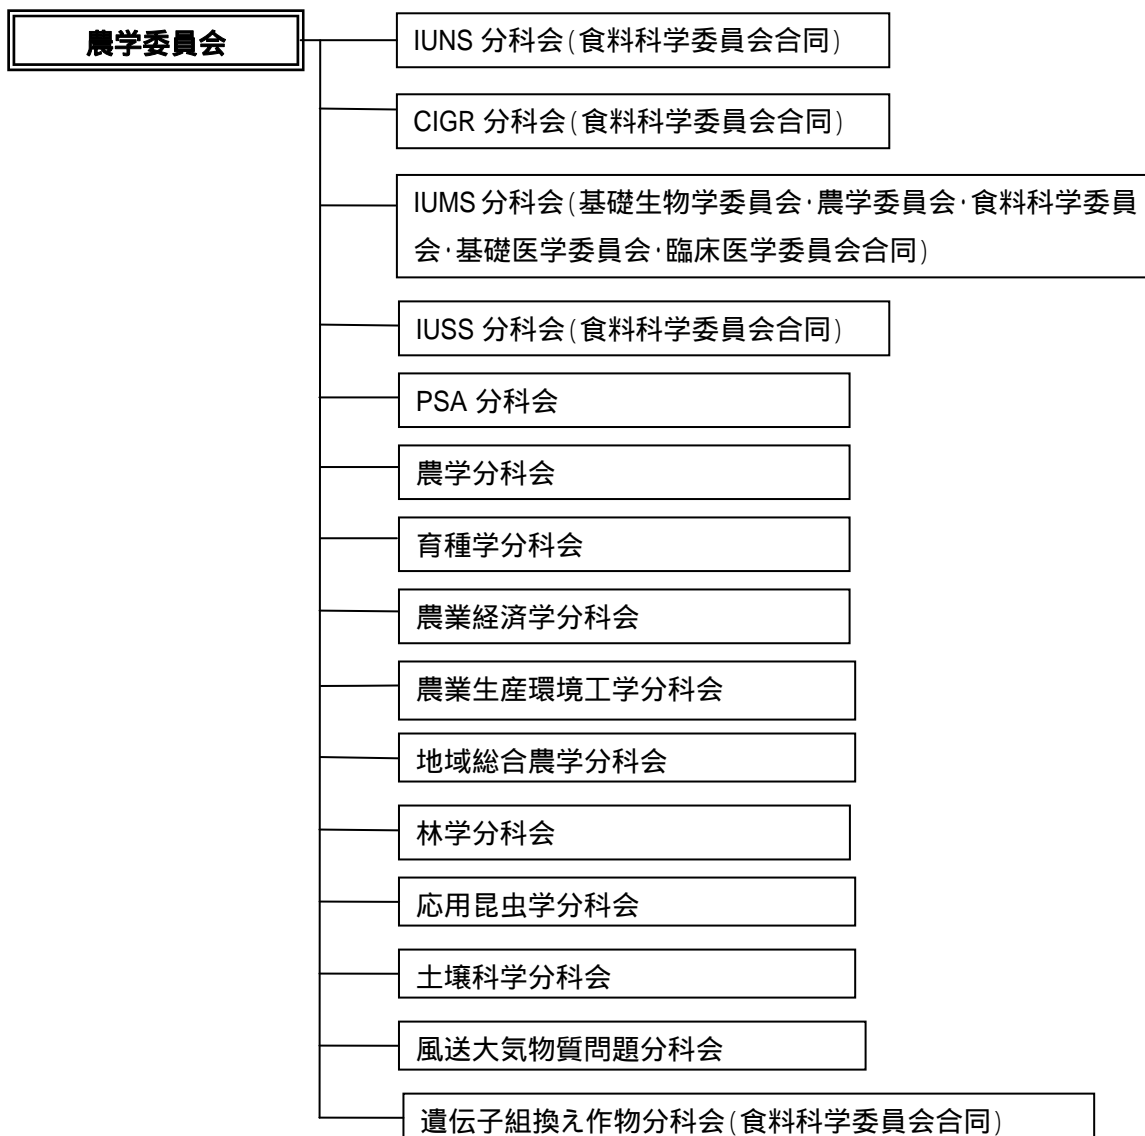 農学委員会
IUNS 分科会(食料科学委員会合同)
CIGR 分科会(食料科学委員会合同)
IUMS 分科会(基礎生物学委員会・農学委員会・食料科学委員
会・基礎医学委員会・臨床医学委員会合同)
IUSS 分科会(食料科学委員会合同)
PSA 分科会
農学分科会
育種学分科会
農業経済学分科会
農業生産環境工学分科会
地域総合農学分科会
林学分科会
応用昆虫学分科会
土壌科学分科会
風送大気物質問題分科会
遺伝子組換え作物分科会(食料科学委員会合同)